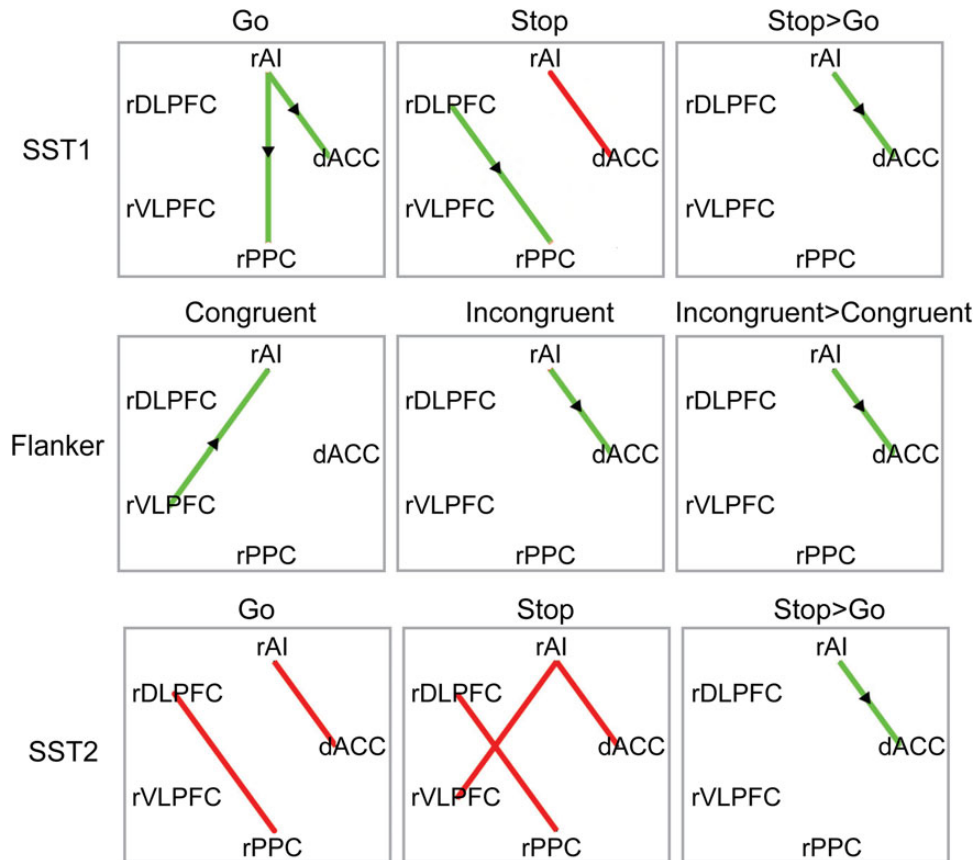 Go Stop Stop>Go
SST1
rAI rAI rAI
rDLPFC rDLPFC rDLPFC
dACC dACC dACC
rVLPFC rVLPFC rVLPFC
rPPC rPPC rPPC
Congruent Incongruent Incongruent>Congruent
rAI rAI rAI
rDLPFC rDLPFC rDLPFC
Flanker dACC dACC dACC
rVLPFC rVLPFC rVLPFC
rPPC rPPC rPPC
Go Stop Stop>Go
rAI rAI rAI
rDLPFC rDLPFC rDLPFC
SST2 dACC dACC dACC
rVLPFC rVLPFC rVLPFC
rPPC rPPC rPPC